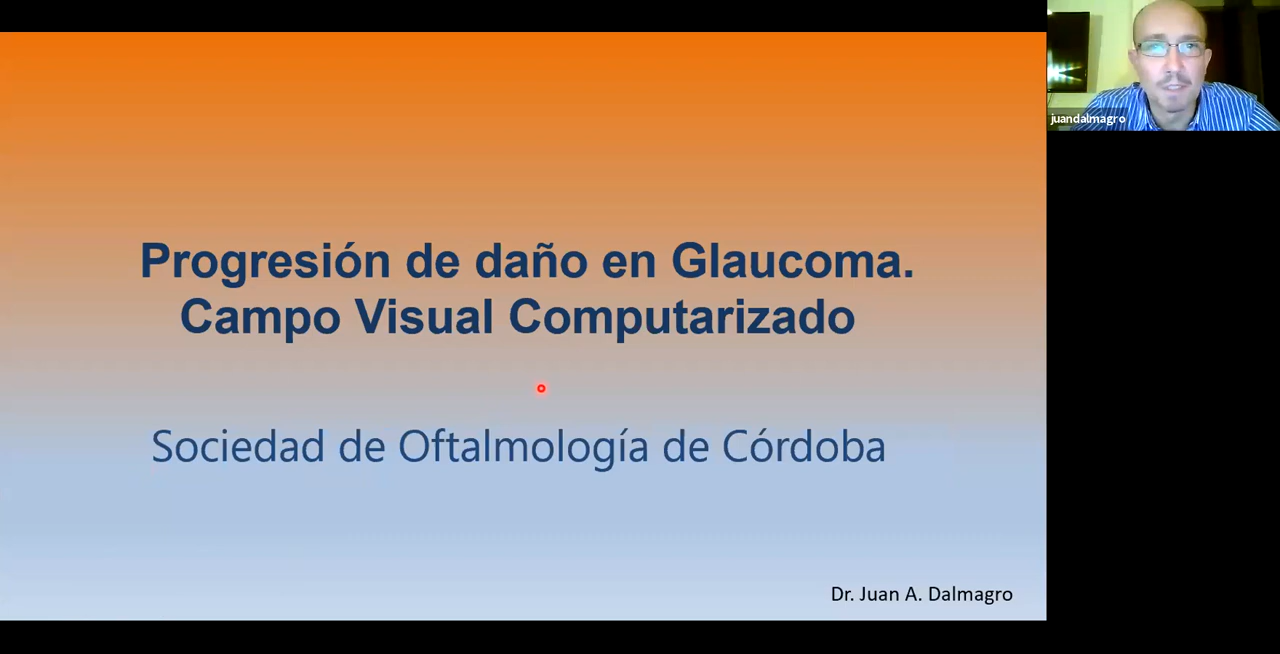 juandalmagro
Progresión de daño en Glaucoma.
Campo Visual Computarizado
Sociedad de Oftalmología de Córdoba
Dr. Juan A. Dalmagro